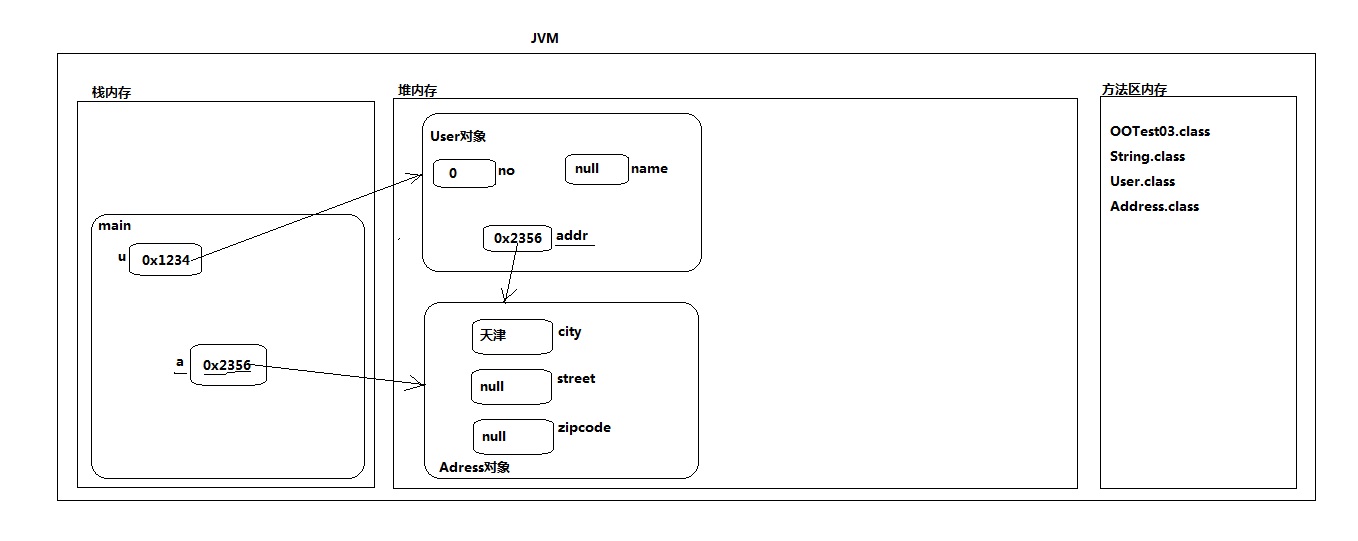 JVM
栈内存
main
u 0x1234
a 0x2356
堆内存
User对象
0 no null name
0x2356 addr
天津 city
null street
null zipcode
Adress对象
方法区内存
OOTest03.class
String.class
User.class
Address.class